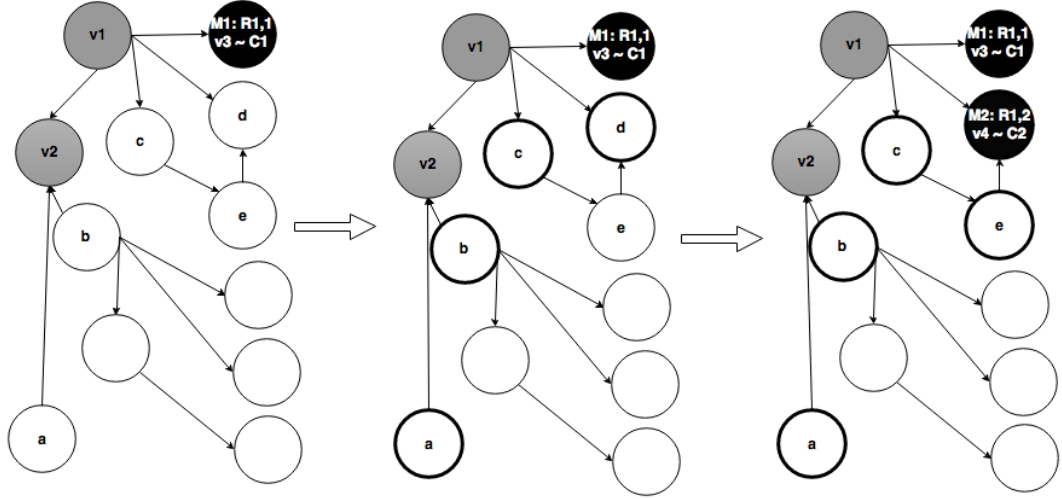 v1
M1: R1,1
v3 ~ C1
d
c
v2
e
b
a
v1
M1: R1,1
v3 ~ C1
d
c
v2
e
b
a
v1
M1: R1,1
v3 ~ C1
M2: R1,2
v4 ~ C2
c
v2
e
b
a